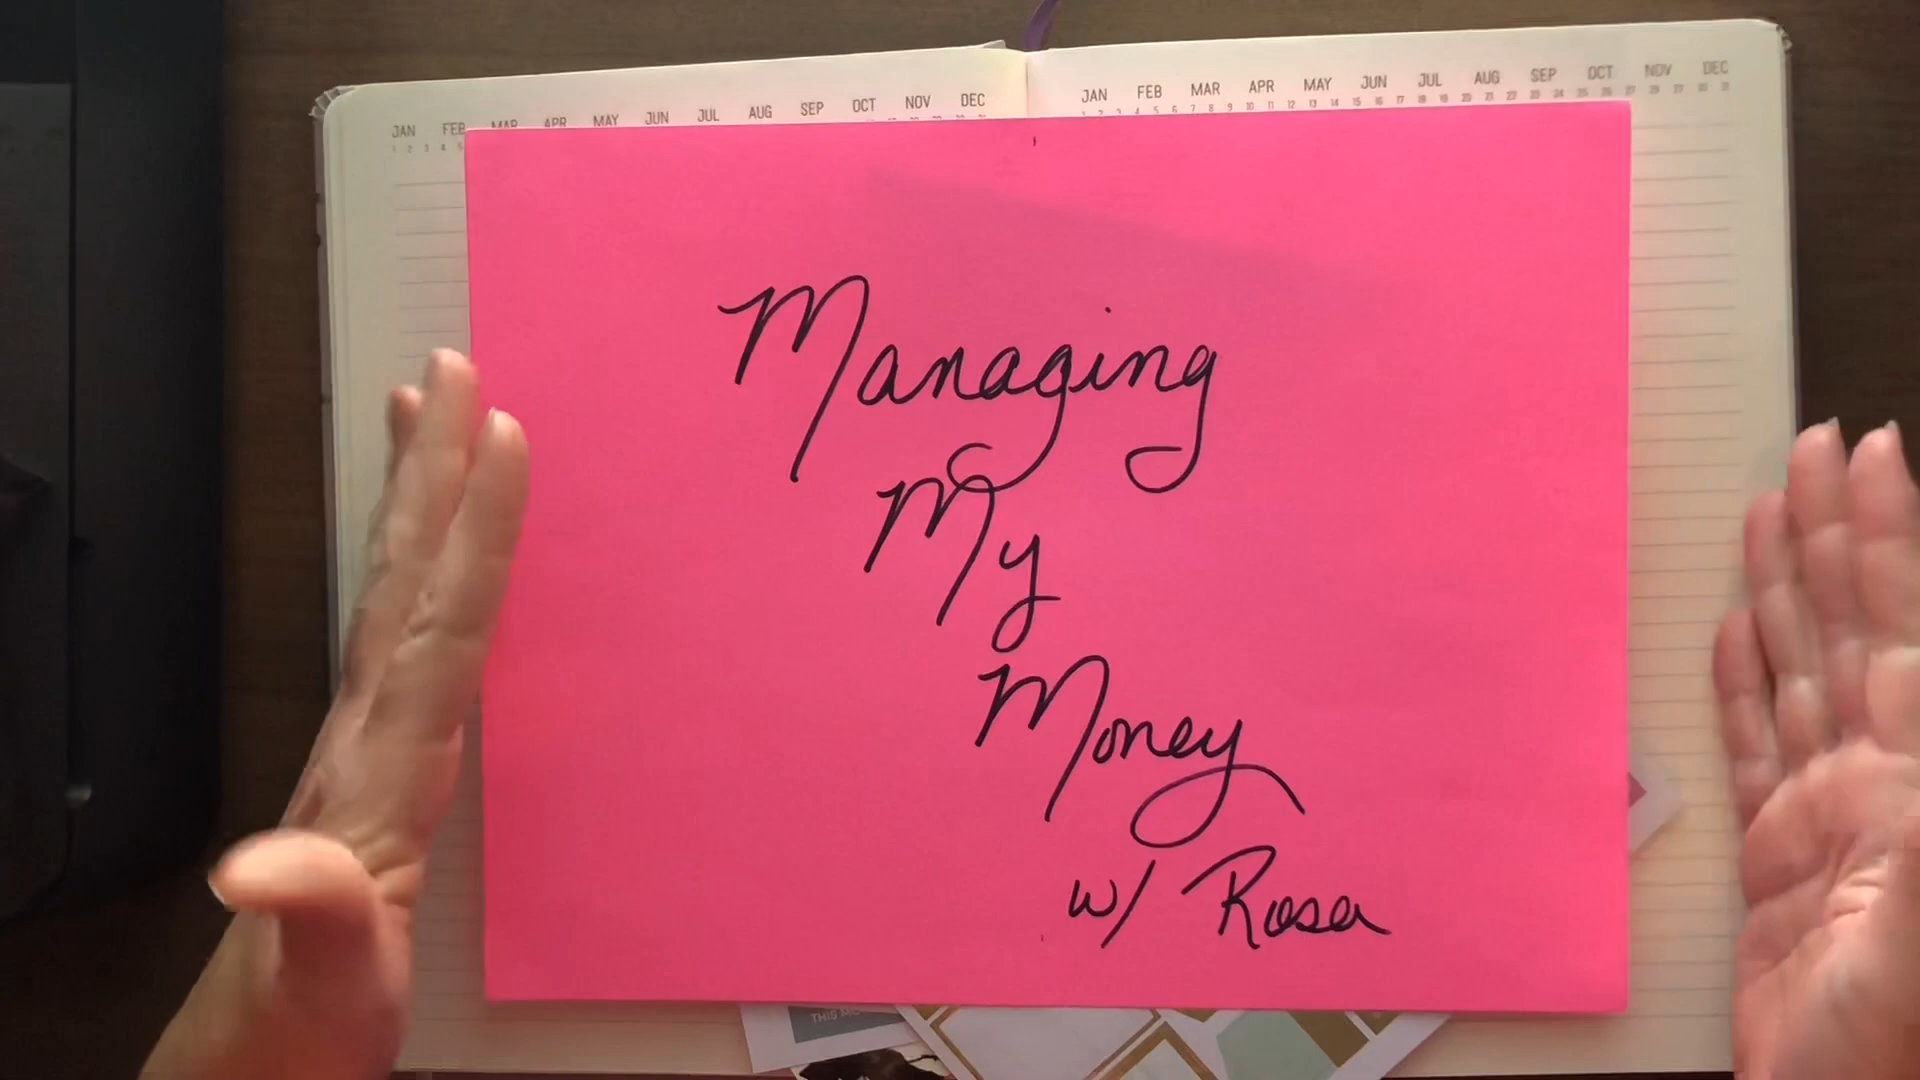 JAN FEB MAR APR MAY JUN JUL AUG SEP OCT NOV DEC
JAN FEB MAR APR MAY JUN JUL AUG SEP OCT NOV DEC
Managing
My
Money
w/ Rosa
THIS